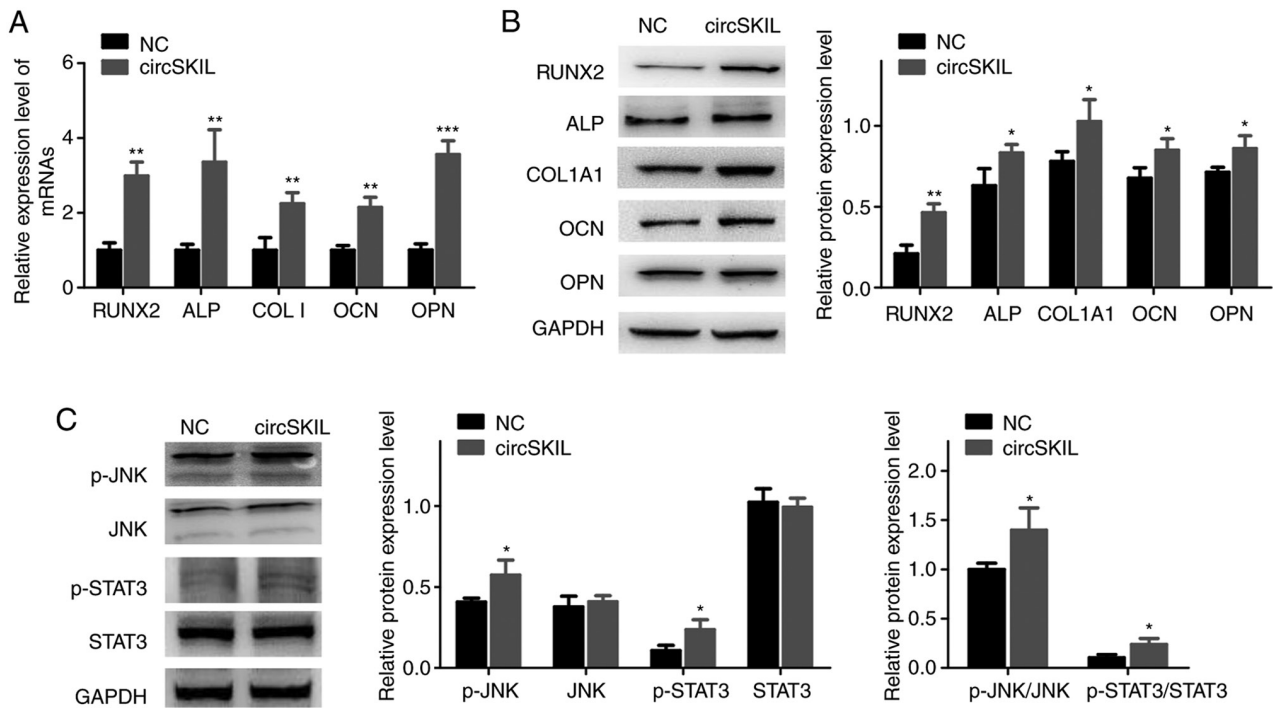 A
NC
circSKIL
Relative expression level of
mRNAs
6
4
2
0
**
**
**
**
***
RUNX2 ALP COL I OCN OPN
B
NC circSKIL
RUNX2
ALP
COL1A1
OCN
OPN
GAPDH
NC
circSKIL
Relative protein expression level
1.0
0.5
0.0
**
*
*
*
*
RUNX2 ALP COL1A1 OCN OPN
C
NC circSKIL
p-JNK
JNK
p-STAT3
STAT3
GAPDH
NC
circSKIL
Relative protein expression level
1.0
0.5
0.0
*
*
p-JNK JNK p-STAT3 STAT3
NC
circSKIL
Relative protein expression level
2.0
1.5
1.0
0.5
0.0
*
*
p-JNK/JNK p-STAT3/STAT3